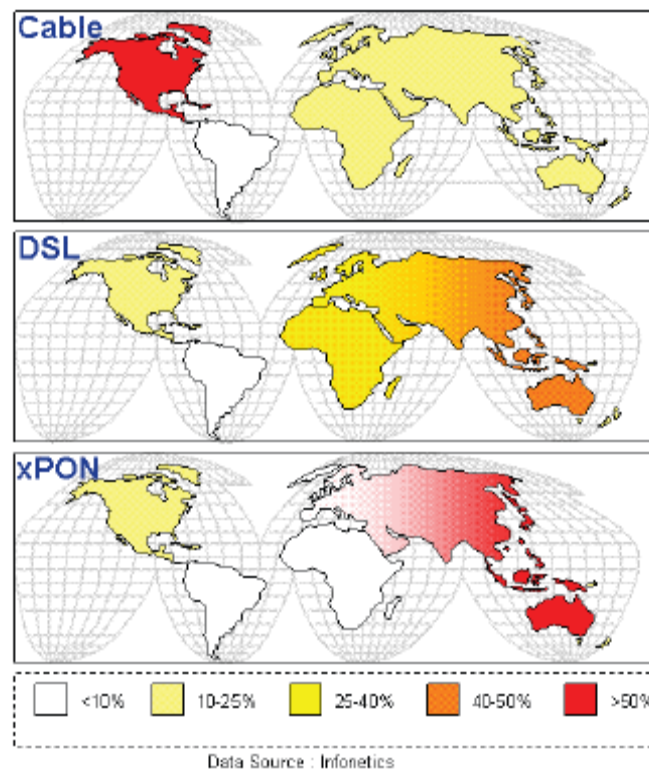 Cable
DSL
xPON
<10% 10-25% 25-40% 40-50% >50%
Data Source : Infonetics